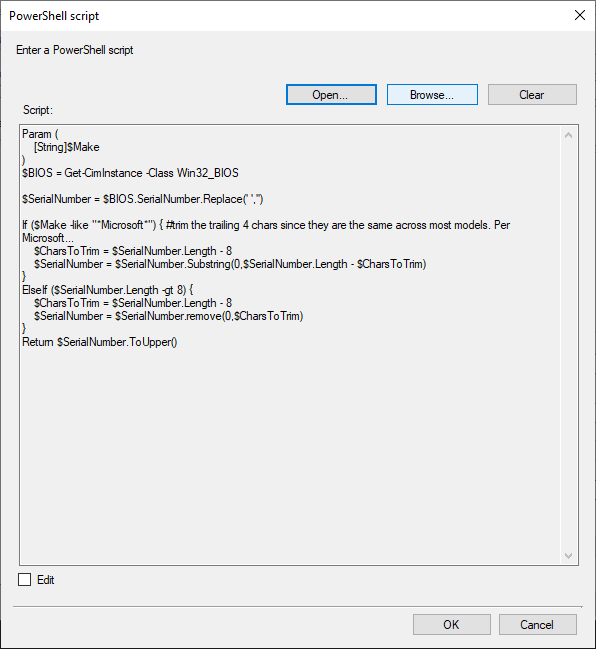 PowerShell script
Enter a PowerShell script
Open...
Browse...
Clear
Script:
Param (
    [String]$Make
)
$BIOS = Get-CimInstance -Class Win32_BIOS

$SerialNumber = $BIOS.SerialNumber.Replace(' ','')

If ($Make -like "*Microsoft*") { #trim the trailing 4 chars since they are the same across most models. Per
Microsoft...
    $CharsToTrim = $SerialNumber.Length - 8
    $SerialNumber = $SerialNumber.Substring(0,$SerialNumber.Length - $CharsToTrim)
}
ElseIf ($SerialNumber.Length -gt 8) {
    $CharsToTrim = $SerialNumber.Length - 8
    $SerialNumber = $SerialNumber.remove(0,$CharsToTrim)
}
Return $SerialNumber.ToUpper()
Edit
OK
Cancel